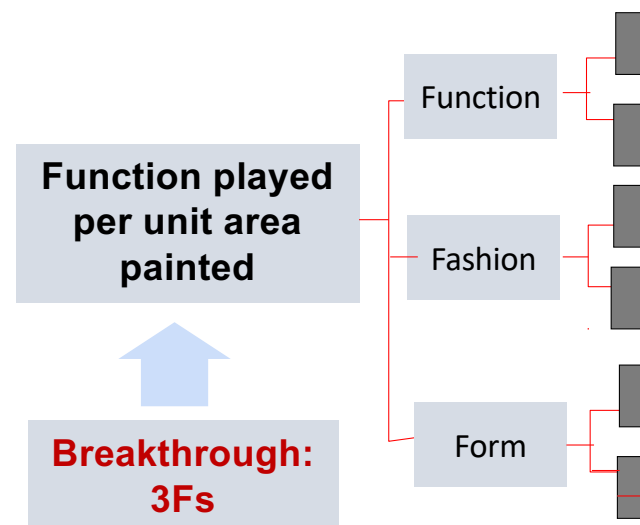 Function
Function played
per unit area
painted
Fashion
Form
Breakthrough:
3Fs